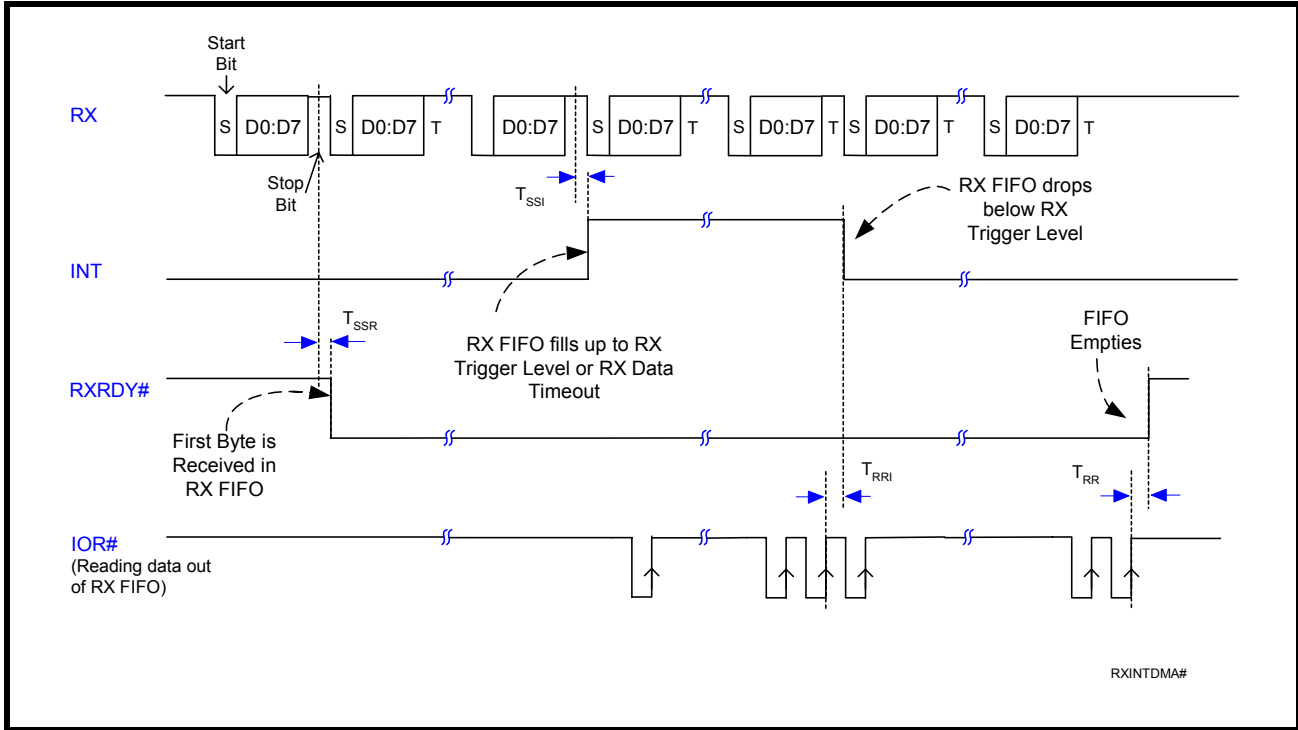 Start
Bit
RX
S D0:D7 S D0:D7 T D0:D7 S D0:D7 T S D0:D7 T S D0:D7 T S D0:D7 T
Stop
Bit
TSSI
RX FIFO drops
below RX
Trigger Level
INT
TSSR
RX FIFO fills up to RX
Trigger Level or RX Data
Timeout
FIFO
Empties
RXRDY#
First Byte is
Received in
RX FIFO
TRRI
TRR
IOR#
(Reading data out
of RX FIFO)
RXINTDMA#